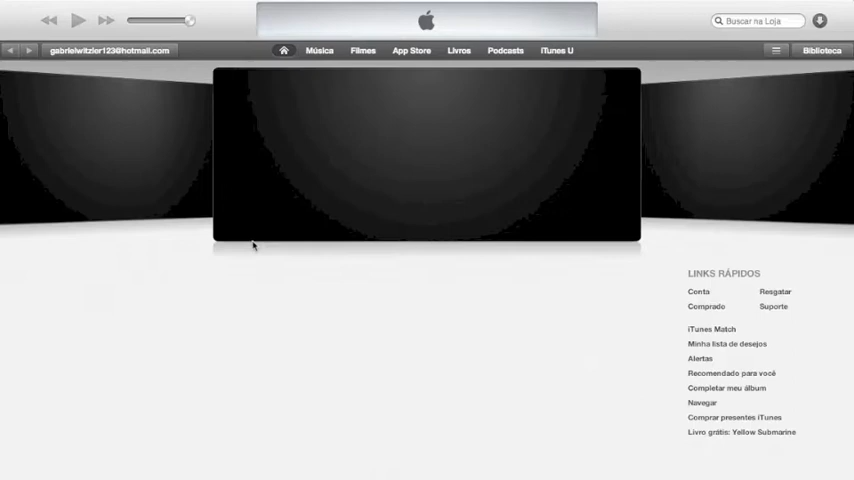 Buscar na Loja
gabrielwitzler123@hotmail.com
Música Filmes App Store Livros Podcasts iTunes U Biblioteca
LINKS RÁPIDOS
Conta Resgatar
Comprado Suporte
iTunes Match
Minha lista de desejos
Alertas
Recomendado para você
Completar meu álbum
Navegar
Comprar presentes iTunes
Livro grátis: Yellow Submarine